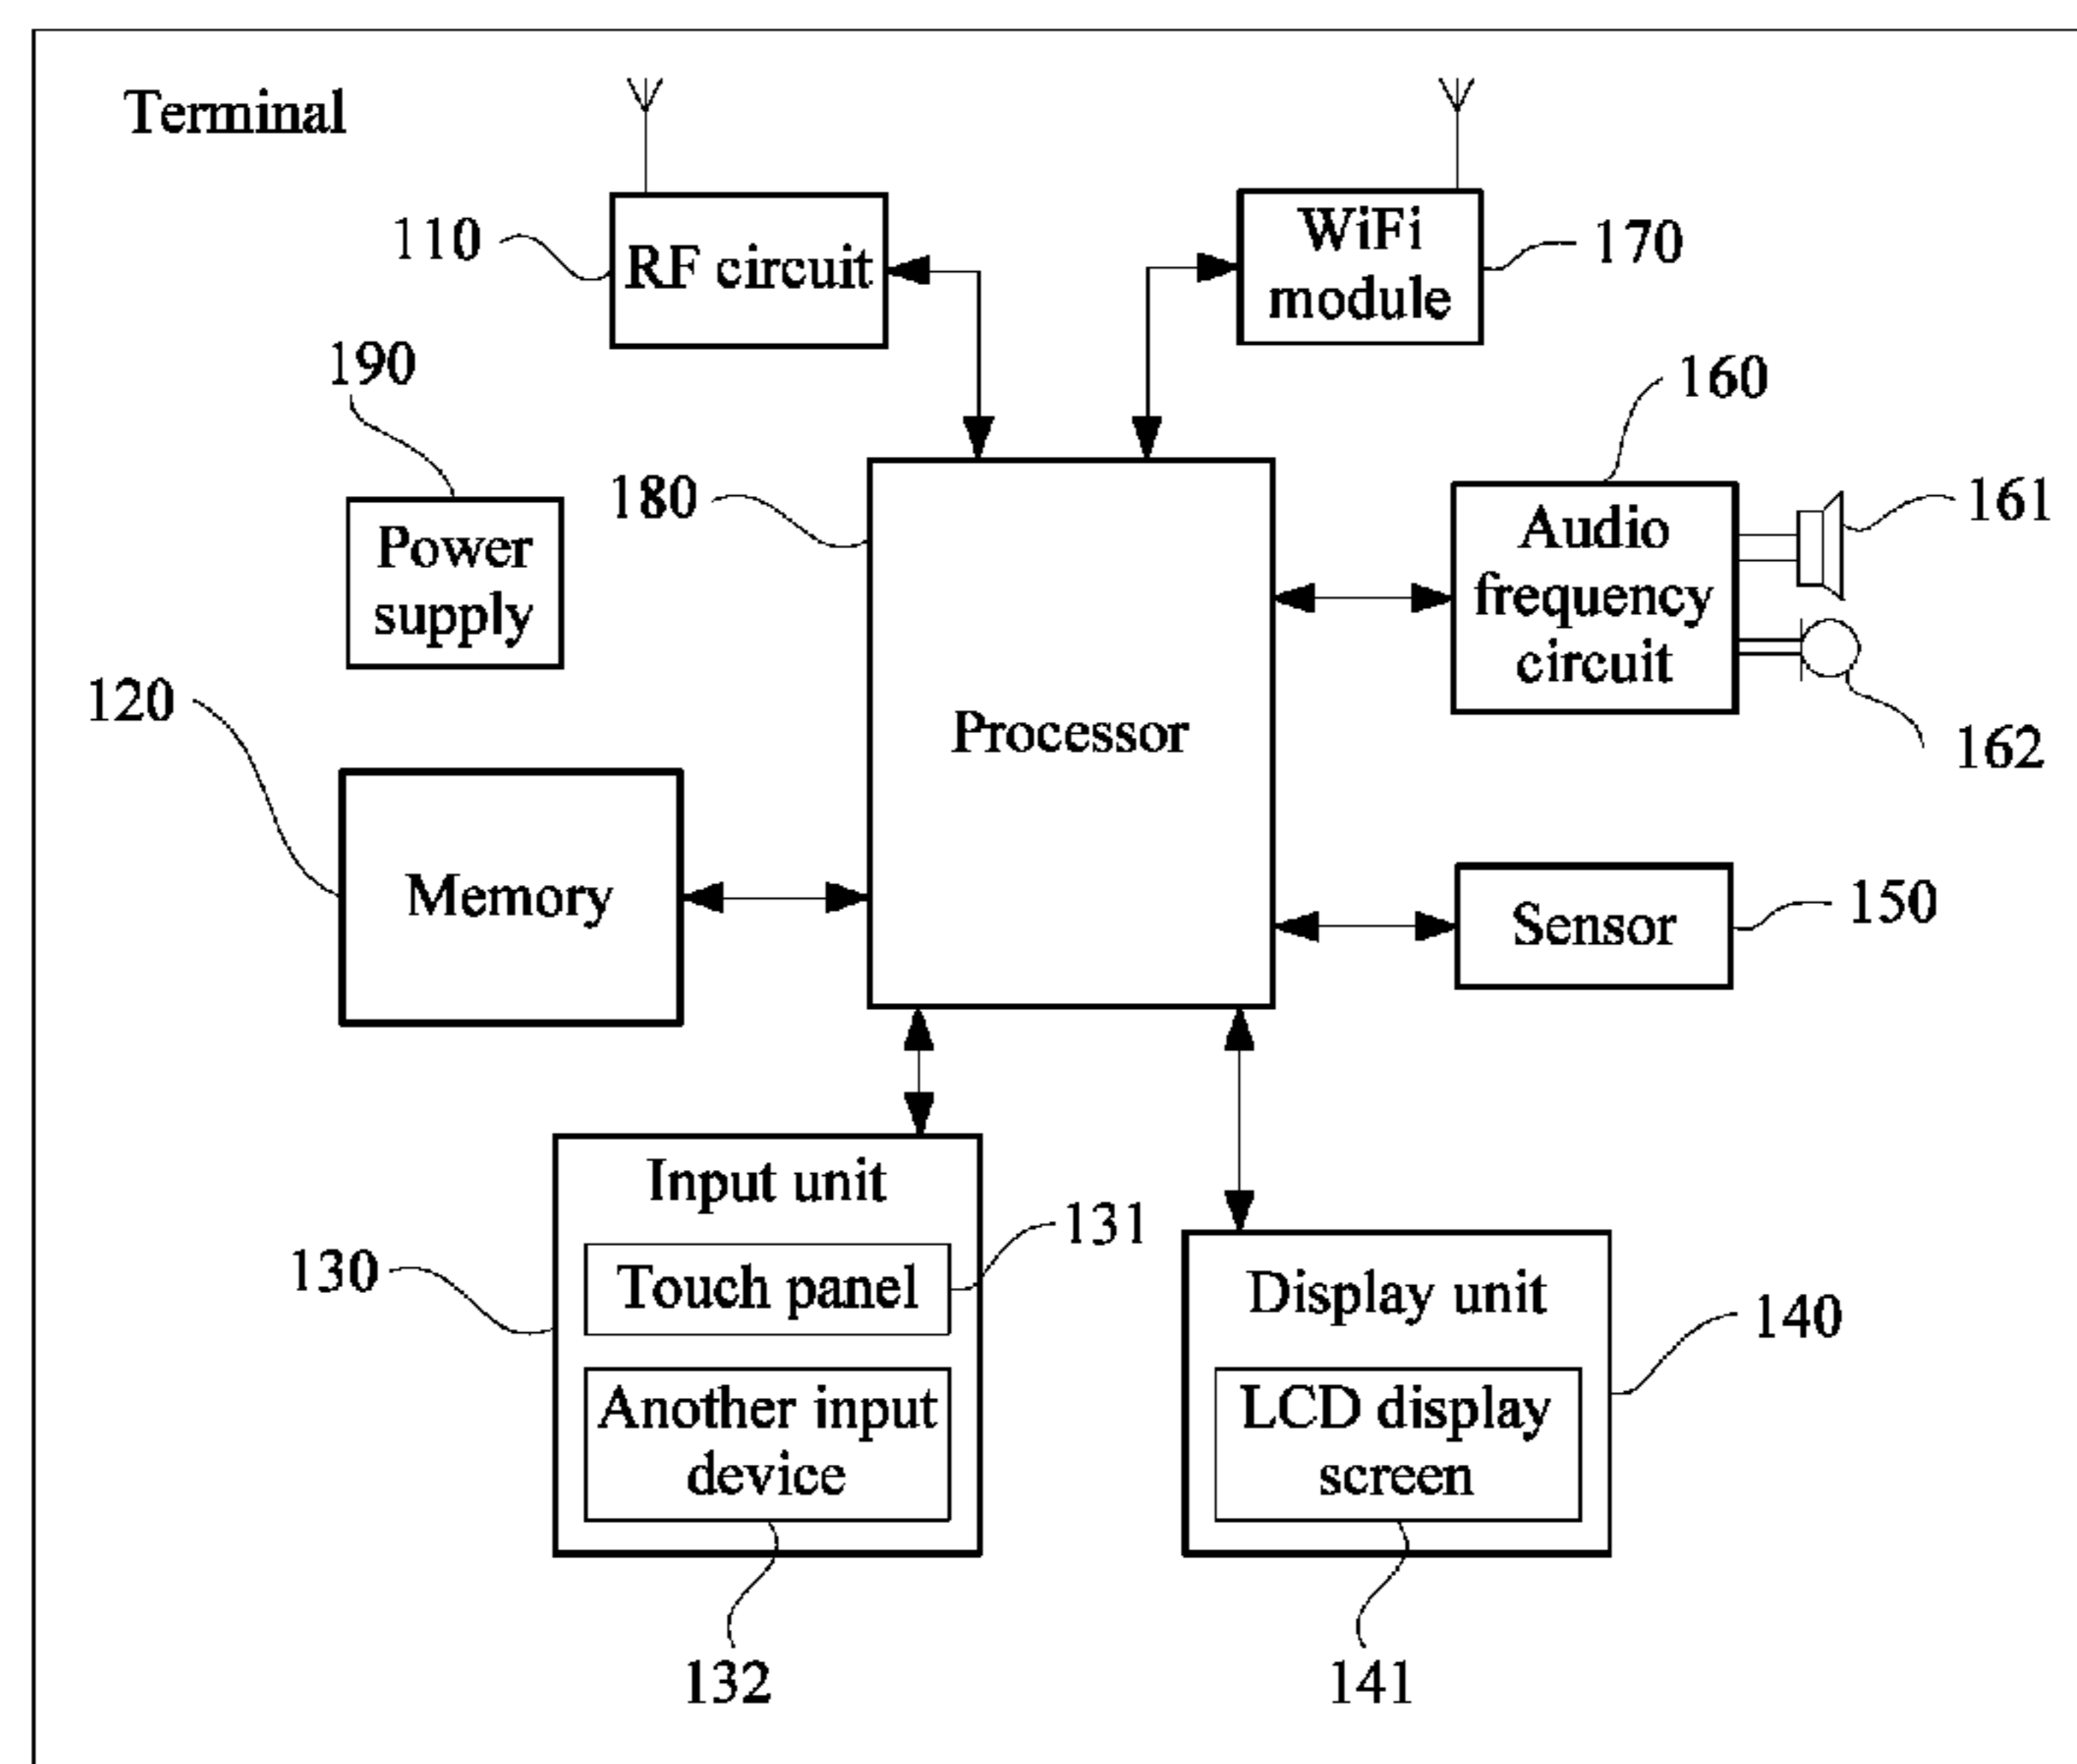 Terminal
110
RF circuit
WiFi
module
170
190
160
180
161
Power
supply
Audio
frequency
circuit
120
Processor
162
Memory
Sensor
150
Input unit
131
130
Touch panel
Display unit
140
Another input
device
LCD display
screen
132
141